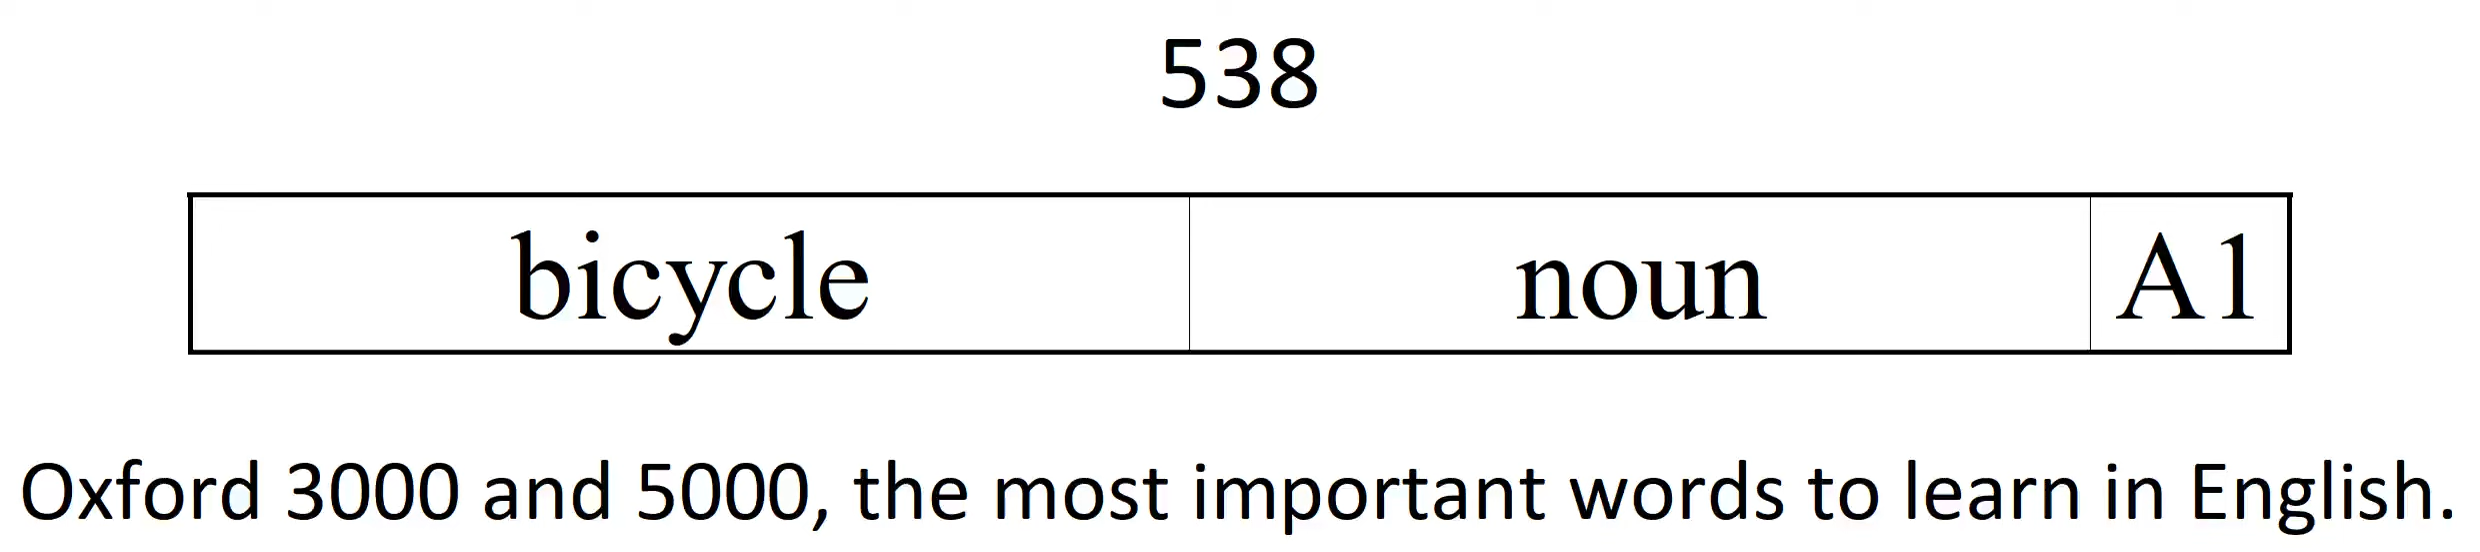 538
bicycle noun A1
Oxford 3000 and 5000, the most important words to learn in English.